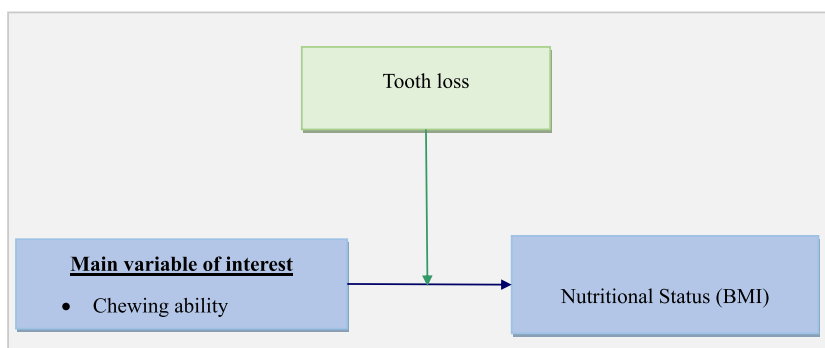 Tooth loss
Main variable of interest
• Chewing ability
Nutritional Status (BMI)